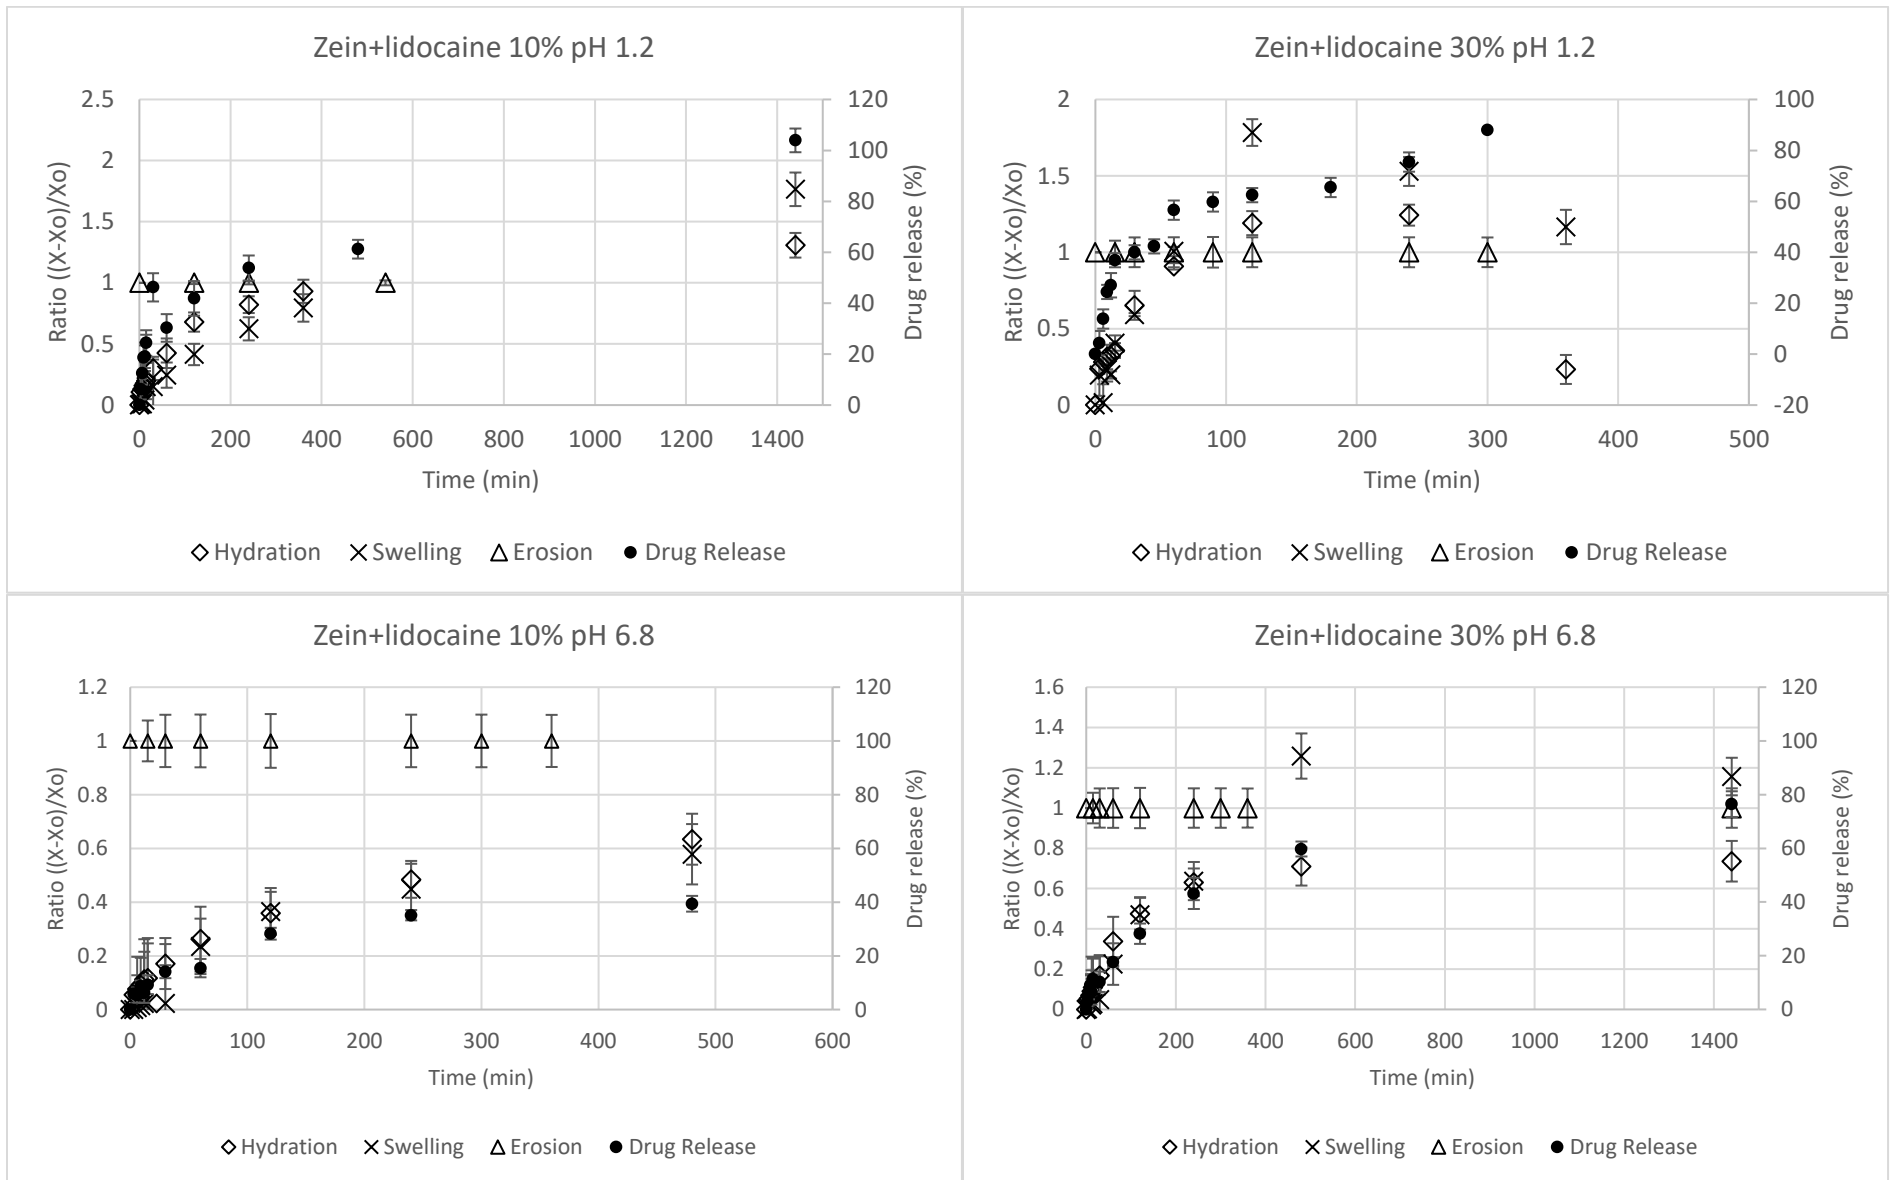 Zein+lidocaine 10% pH 1.2
2.5
2
1.5
1
0.5
0
120
100
80
60
40
20
0
0 200 400 600 800 1000 1200 1400
Ratio ((X-Xo)/Xo)
Drug release (%)
Time (min)
Hydration Swelling Erosion Drug Release
Zein+lidocaine 30% pH 1.2
2
1.5
1
0.5
0
100
80
60
40
20
0
-20
0 100 200 300 400 500
Ratio ((X-Xo)/Xo)
Drug release (%)
Time (min)
Hydration Swelling Erosion Drug Release
Zein+lidocaine 10% pH 6.8
1.2
1
0.8
0.6
0.4
0.2
0
120
100
80
60
40
20
0
0 100 200 300 400 500 600
Ratio ((X-Xo)/Xo)
Drug release (%)
Time (min)
Hydration Swelling Erosion Drug Release
Zein+lidocaine 30% pH 6.8
1.6
1.4
1.2
1
0.8
0.6
0.4
0.2
0
120
100
80
60
40
20
0
0 200 400 600 800 1000 1200 1400
Ratio ((X-Xo)/Xo)
Drug release (%)
Time (min)
Hydration Swelling Erosion Drug Release